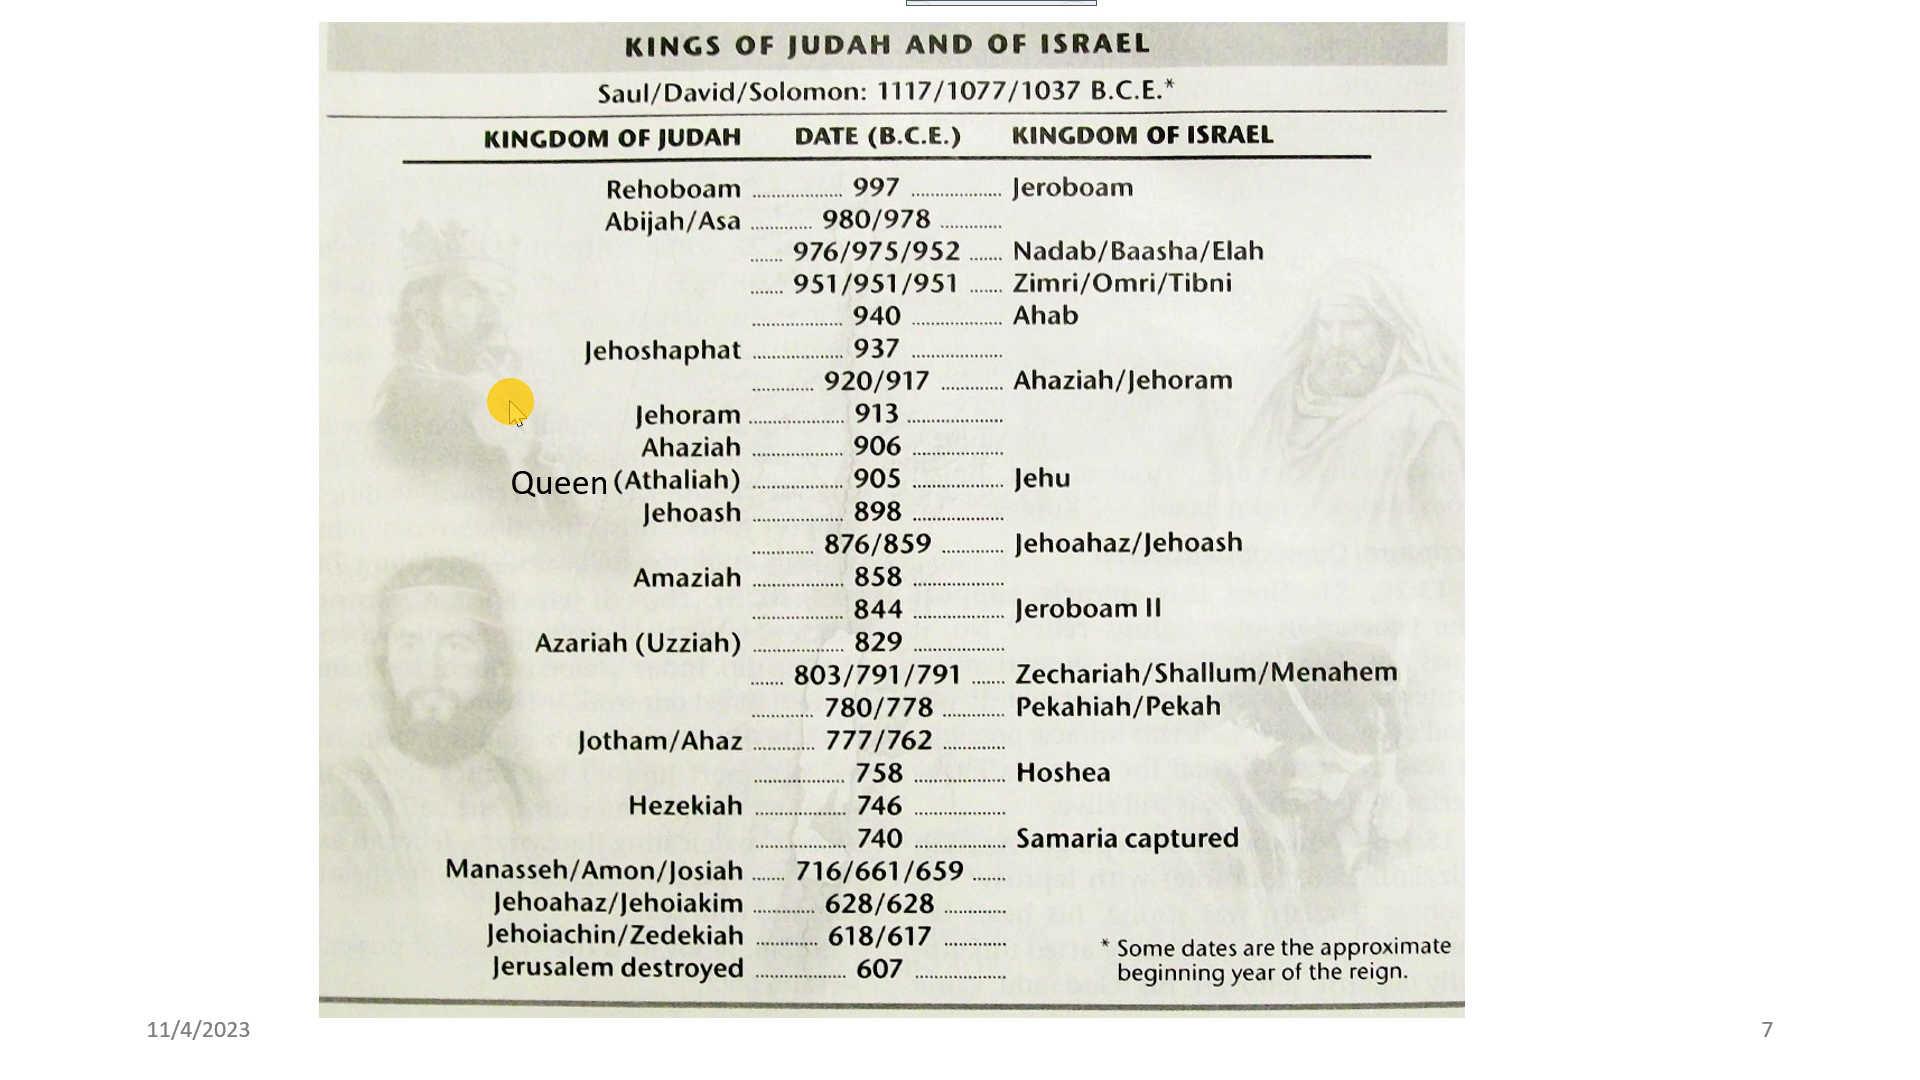 KINGS OF JUDAH AND OF ISRAEL
Saul/David/Solomon: 1117/1077/1037 B.C.E.*
KINGDOM OF JUDAH DATE (B.C.E.) KINGDOM OF ISRAEL
Rehoboam ................. 997 ................. Jeroboam
Abijah/Asa ............ 980/978 ............
...... 976/975/952 ...... Nadab/Baasha/Elah
...... 951/951/951 ...... Zimri/Omri/Tibni
................. 940 ................. Ahab
Jehoshaphat ................. 937 .................
............ 920/917 ............ Ahaziah/Jehoram
Jehoram ................. 913 .................
Ahaziah ................. 906 .................
Queen (Athaliah) ................. 905 ................. Jehu
Jehoash ................. 898 .................
............ 876/859 ............ Jehoahaz/Jehoash
Amaziah ................. 858 .................
................. 844 ................. Jeroboam II
Azariah (Uzziah) ................. 829 .................
...... 803/791/791 ...... Zechariah/Shallum/Menahem
............ 780/778 ............ Pekahiah/Pekah
Jotham/Ahaz ............ 777/762 ............
................. 758 ................. Hoshea
Hezekiah ................. 746 .................
................. 740 ................. Samaria captured
Manasseh/Amon/Josiah ...... 716/661/659 ......
Jehoahaz/Jehoiakim ............ 628/628 ............
Jehoiachin/Zedekiah ............ 618/617 ............
Jerusalem destroyed ................. 607 .................
* Some dates are the approximate
beginning year of the reign.
11/4/2023
7